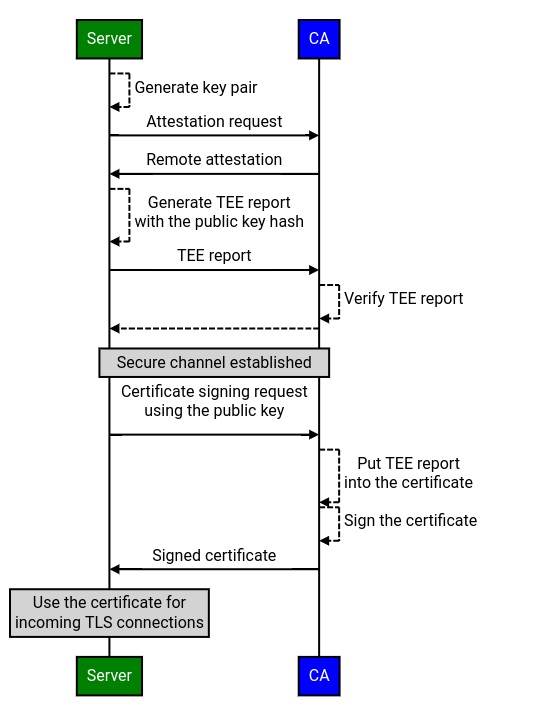 Server
CA
Generate key pair
Attestation request
Remote attestation
Generate TEE report
with the public key hash
TEE report
Verify TEE report
Secure channel established
Certificate signing request
using the public key
Put TEE report
into the certificate
Sign the certificate
Signed certificate
Use the certificate for
incoming TLS connections
Server
CA